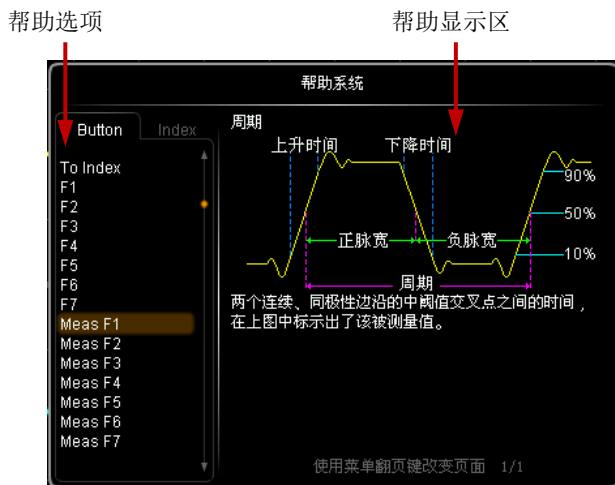 帮助选项
帮助显示区
帮助系统
Button
Index
To Index
F1
F2
F3
F4
F5
F6
F7
Meas F1
Meas F2
Meas F3
Meas F4
Meas F5
Meas F6
Meas F7
周期
上升时间
下降时间
90%
50%
10%
正脉宽
负脉宽
周期
两个连续、同极性边沿的中阈值交叉点之间的时间，
在上图中标示出了该被测量值。
使用菜单翻页键改变页面 1/1